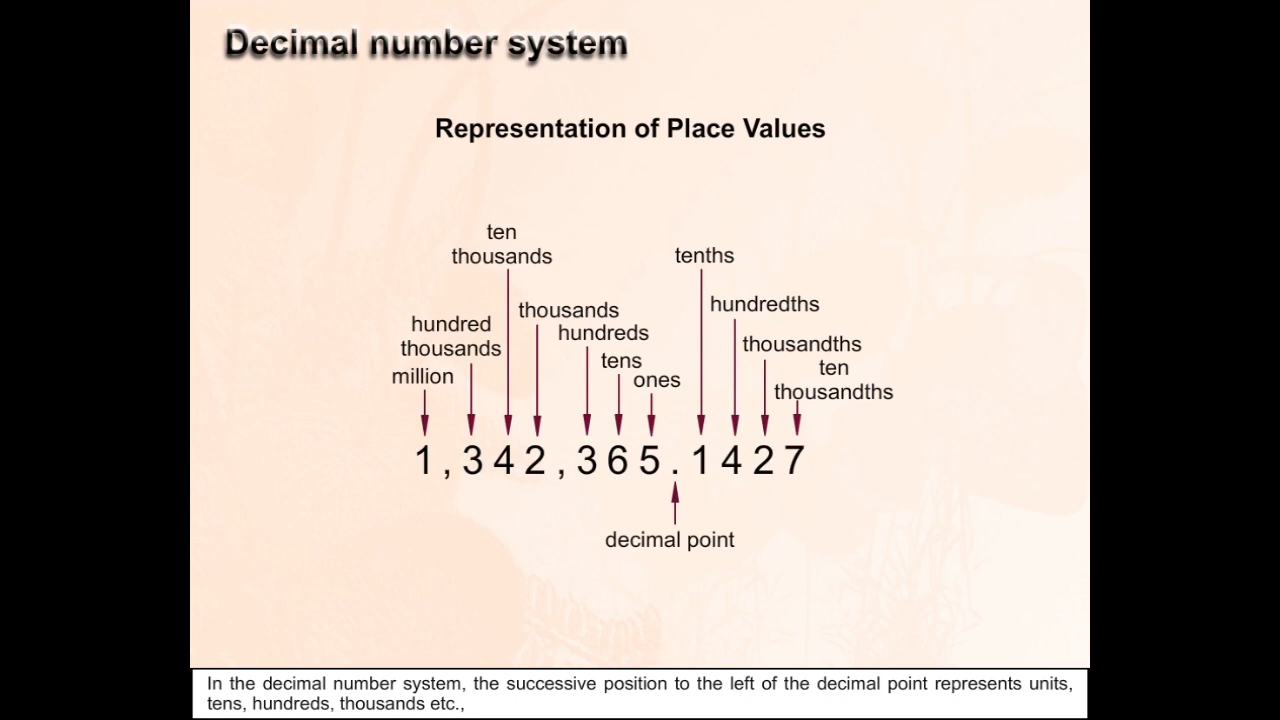 Decimal number system
Representation of Place Values
ten
thousands
tenths
hundredths
thousands
hundred
thousands
hundreds
thousandths
tens
ten
thousandths
million
ones
1,342,365.1427
decimal point
In the decimal number system, the successive position to the left of the decimal point represents units,
tens, hundreds, thousands etc.,